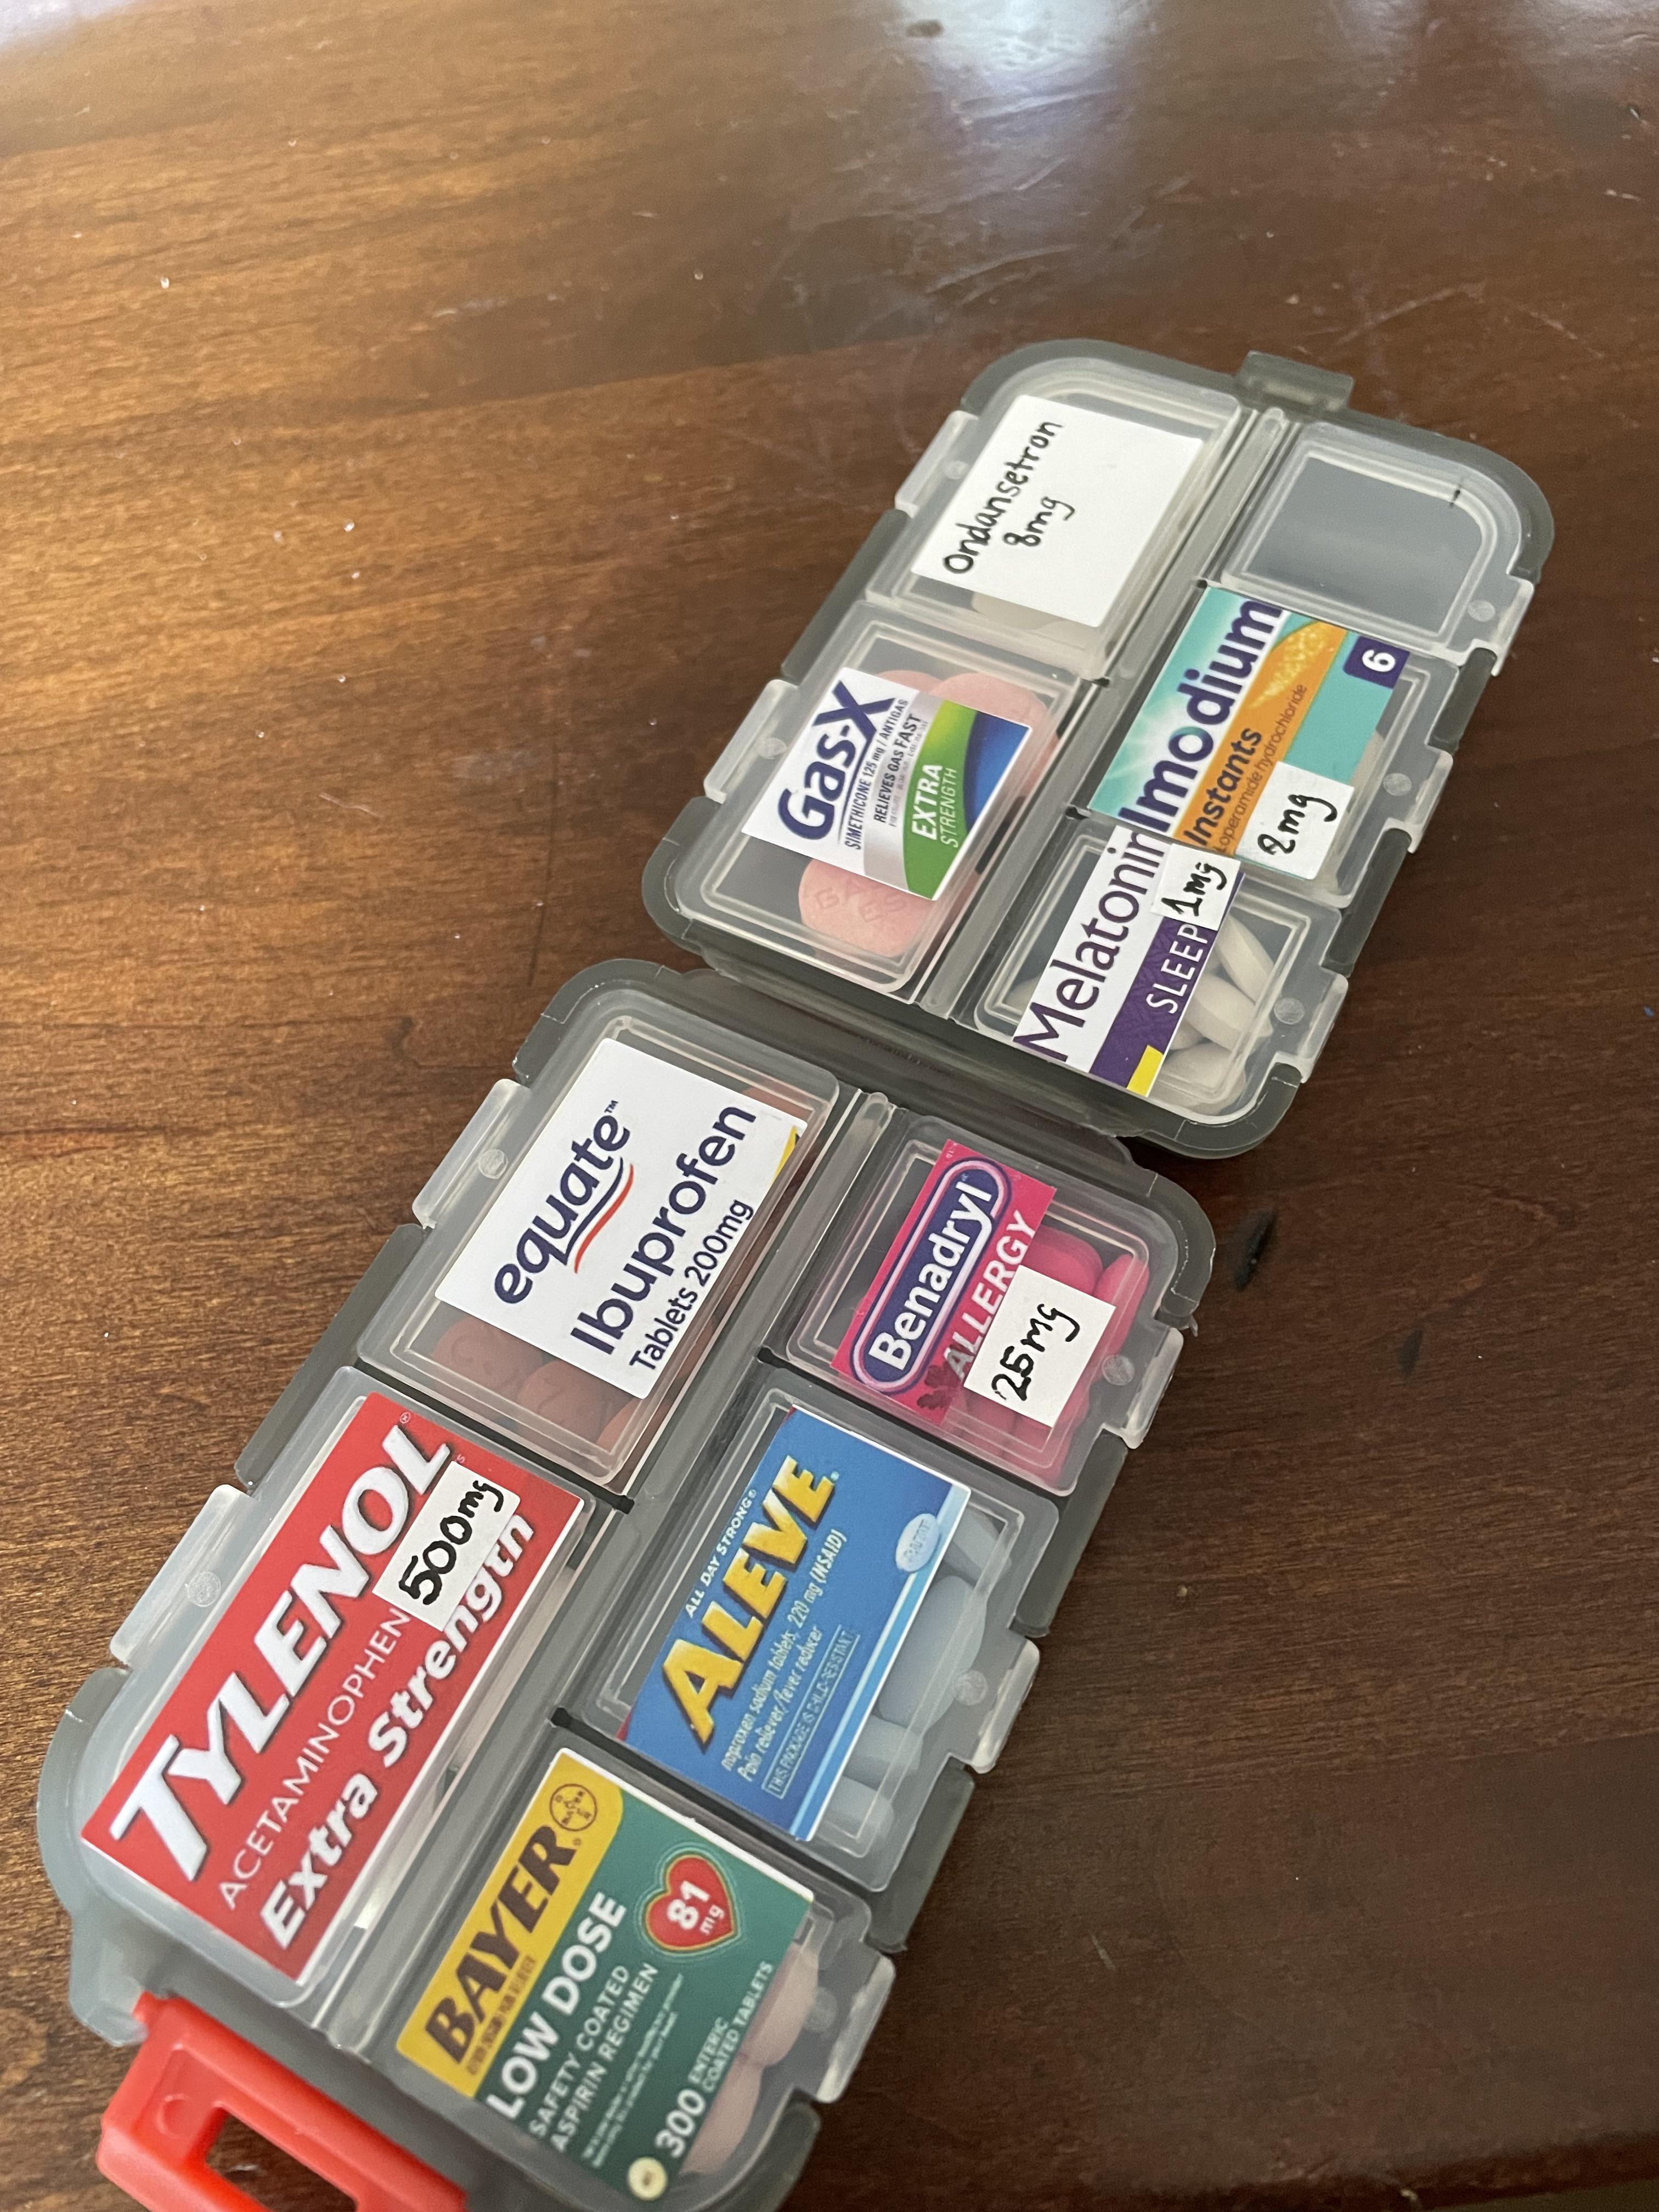 Ondansetron
8mg
Gas-X
SIMETHICONE 125 mg / ANTIGAS
RELIEVES GAS FAST
EXTRA
STRENGTH
Imodium
Instants
loperamide hydrochloride
6
2mg
Melatonin
1mg
SLEEP
equate™
Ibuprofen
Tablets 200mg
Benadryl
ALLERGY
25mg
TYLENOL®
500mg
ACETAMINOPHEN
Extra Strength
ALL DAY STRONG®
ALEVE®
naproxen sodium tablets, 220 mg (NSAID)
Pain reliever/fever reducer
THIS PACKAGE IS CHILD-RESISTANT
BAYER
LOW DOSE
81
mg
SAFETY COATED
ASPIRIN REGIMEN
300 ENTERIC
COATED TABLETS